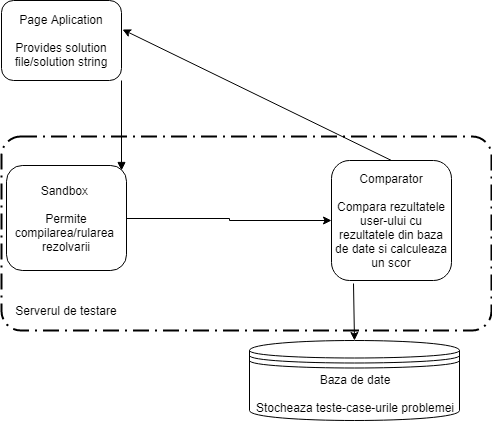 Page Aplication
Provides solution
file/solution string
Sandbox
Permite
compilarea/rularea
rezolvarii
Comparator
Compara rezultatele
user-ului cu
rezultatele din baza
de date si calculeaza
un scor
Serverul de testare
Baza de date
Stocheaza teste-case-urile problemei